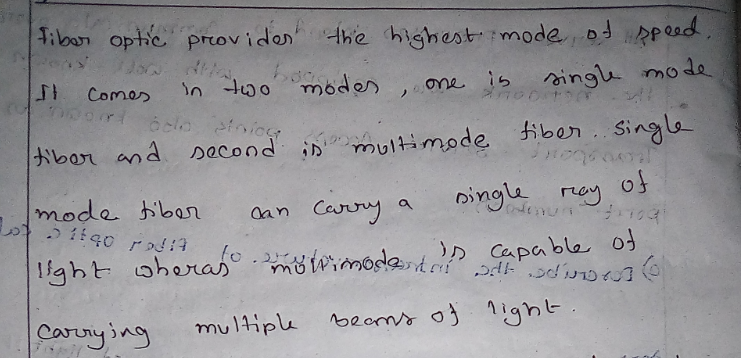 fiber optic provides the highest mode of speed.
It comes in two modes, one is single mode
fiber and second is multimode fiber. single
mode fiber can carry a single ray of
light wheras multimode is capable of
carrying multiple beams of light.